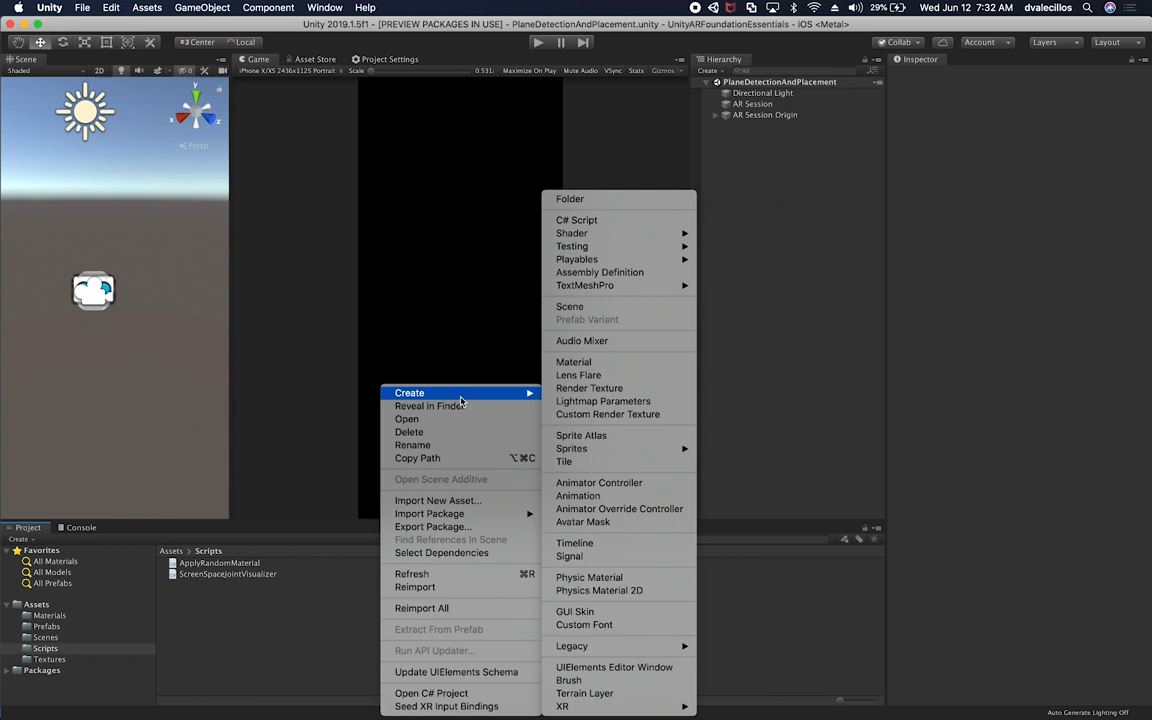 Unity File Edit Assets GameObject Component Window Help 29% Wed Jun 12 7:32 AM dvalecillos
Unity 2019.1.5f1 - [PREVIEW PACKAGES IN USE] - PlaneDetectionAndPlacement.unity - UnityARFoundationEssentials - iOS <Metal>
Center Local Collab Account Layers Layout
Scene Game Asset Store Project Settings Hierarchy Inspector
Shaded 2D 0 iPhone X/XS 2436x1125 Portrait Scale 0.531 Maximize On Play Mute Audio VSync Stats Gizmos Create All
PlaneDetectionAndPlacement
Directional Light
AR Session
AR Session Origin
y
x
z
Persp
Folder
C# Script
Shader
Testing
Playables
Assembly Definition
TextMeshPro
Scene
Prefab Variant
Audio Mixer
Material
Lens Flare
Render Texture
Lightmap Parameters
Custom Render Texture
Sprite Atlas
Sprites
Tile
Animator Controller
Animation
Animator Override Controller
Avatar Mask
Timeline
Signal
Physic Material
Physics Material 2D
GUI Skin
Custom Font
Legacy
UIElements Editor Window
Brush
Terrain Layer
XR
Create
Reveal in Finder
Open
Delete
Rename
Copy Path ⌥⌘C
Open Scene Additive
Import New Asset...
Import Package
Export Package...
Find References In Scene
Select Dependencies
Refresh ⌘R
Reimport
Reimport All
Extract From Prefab
Run API Updater...
Update UIElements Schema
Open C# Project
Seed XR Input Bindings
Project Console
Create
Favorites
All Materials
All Models
All Prefabs
Assets
Materials
Prefabs
Scenes
Scripts
Textures
Packages
Assets > Scripts
ApplyRandomMaterial
ScreenSpaceJointVisualizer
Auto Generate Lighting Off